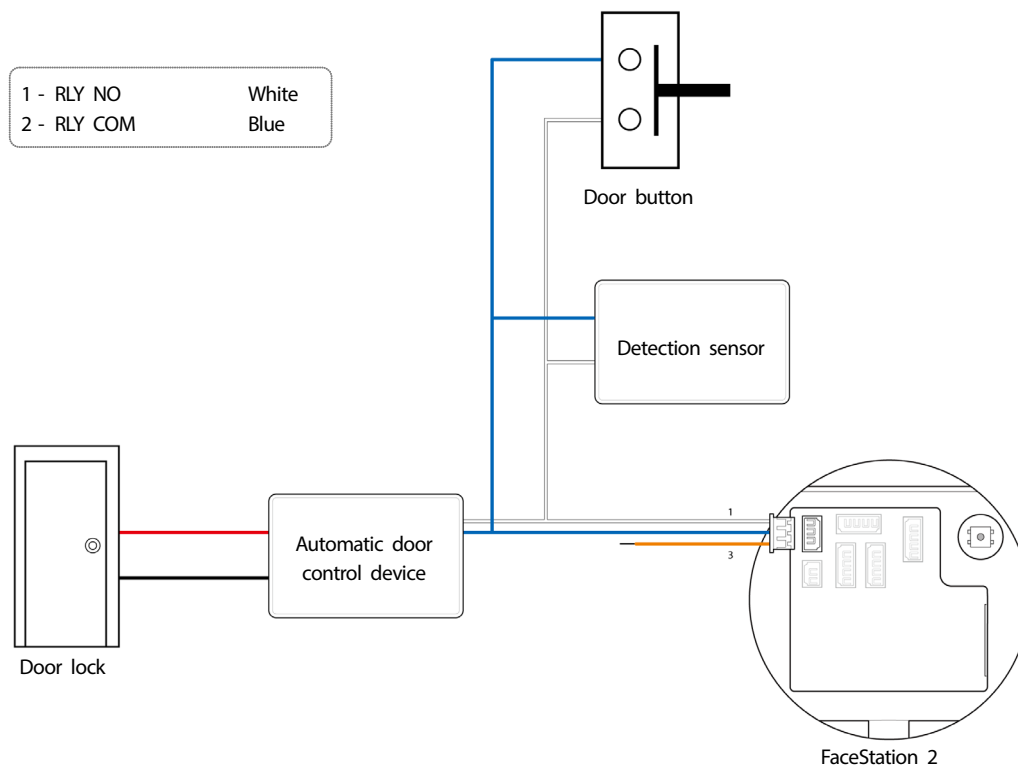 1 - RLY NO White
2 - RLY COM Blue
Door button
Detection sensor
1
3
Automatic door
control device
Door lock
FaceStation 2